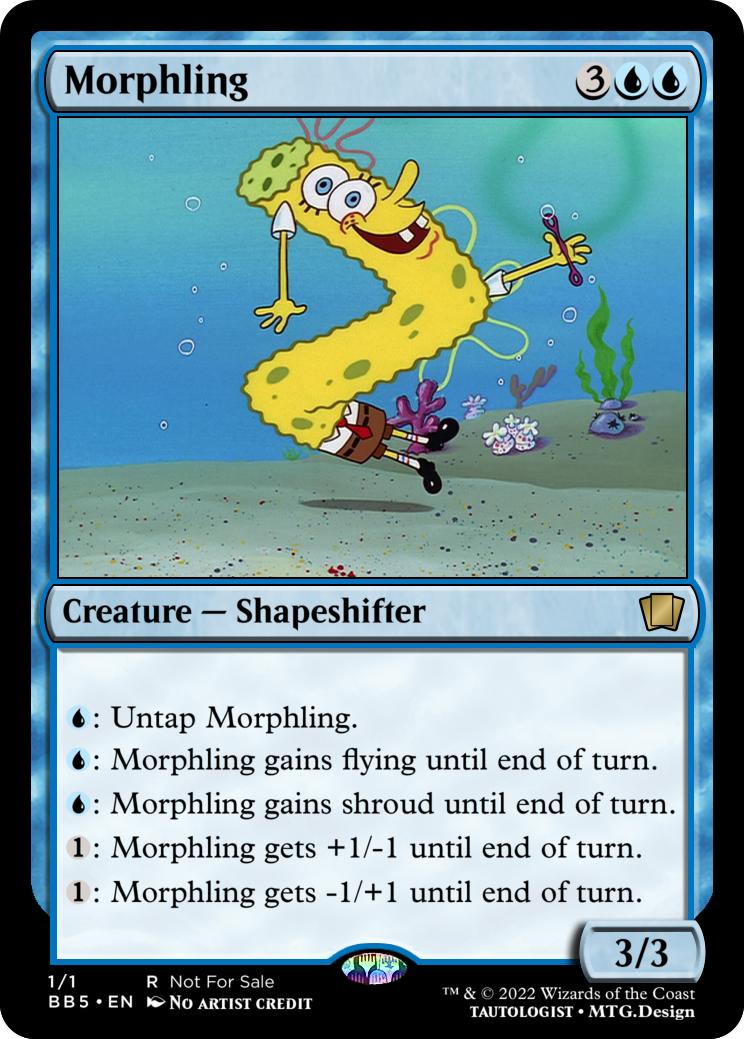 Morphling 3
Creature — Shapeshifter
: Untap Morphling.
: Morphling gains flying until end of turn.
: Morphling gains shroud until end of turn.
1: Morphling gets +1/-1 until end of turn.
1: Morphling gets -1/+1 until end of turn.
3/3
1/1 R Not For Sale
BB5 • EN No artist credit
™ & © 2022 Wizards of the Coast
TAUTOLOGIST • MTG.Design